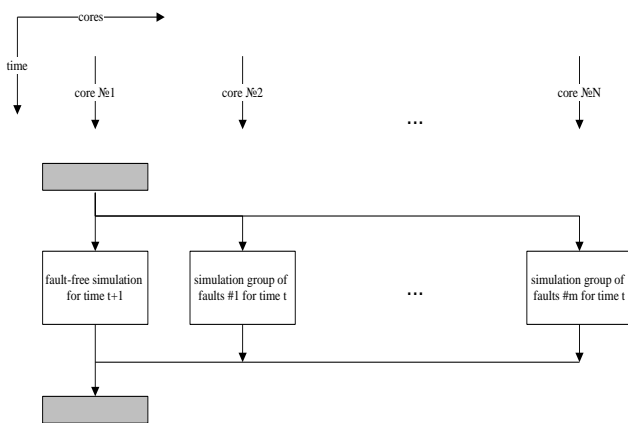 cores
time
core №1
core №2
...
core №N
fault-free simulation
for time t+1
simulation group of
faults #1 for time t
...
simulation group of
faults #m for time t